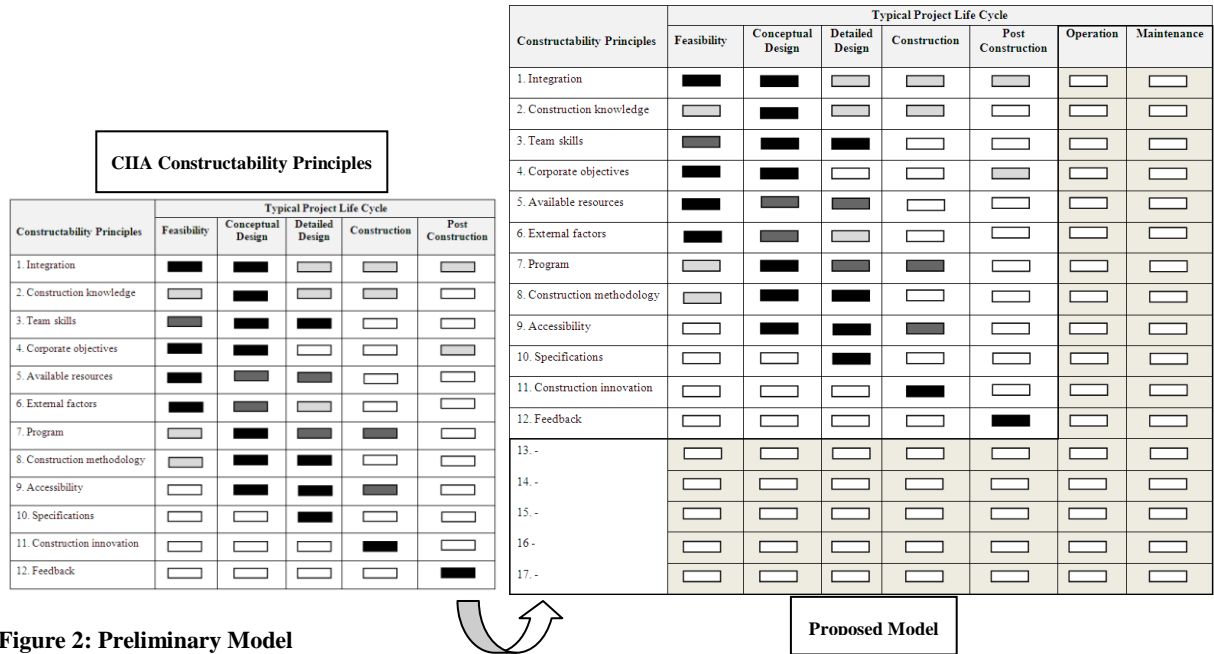 CIIA Constructability Principles
Typical Project Life Cycle
Constructability Principles Feasibility Conceptual Design Detailed Design Construction Post Construction
1. Integration
2. Construction knowledge
3. Team skills
4. Corporate objectives
5. Available resources
6. External factors
7. Program
8. Construction methodology
9. Accessibility
10. Specifications
11. Construction innovation
12. Feedback
Typical Project Life Cycle
Constructability Principles Feasibility Conceptual Design Detailed Design Construction Post Construction Operation Maintenance
1. Integration
2. Construction knowledge
3. Team skills
4. Corporate objectives
5. Available resources
6. External factors
7. Program
8. Construction methodology
9. Accessibility
10. Specifications
11. Construction innovation
12. Feedback
13. -
14. -
15. -
16 -
17. -
Proposed Model
Figure 2: Preliminary Model